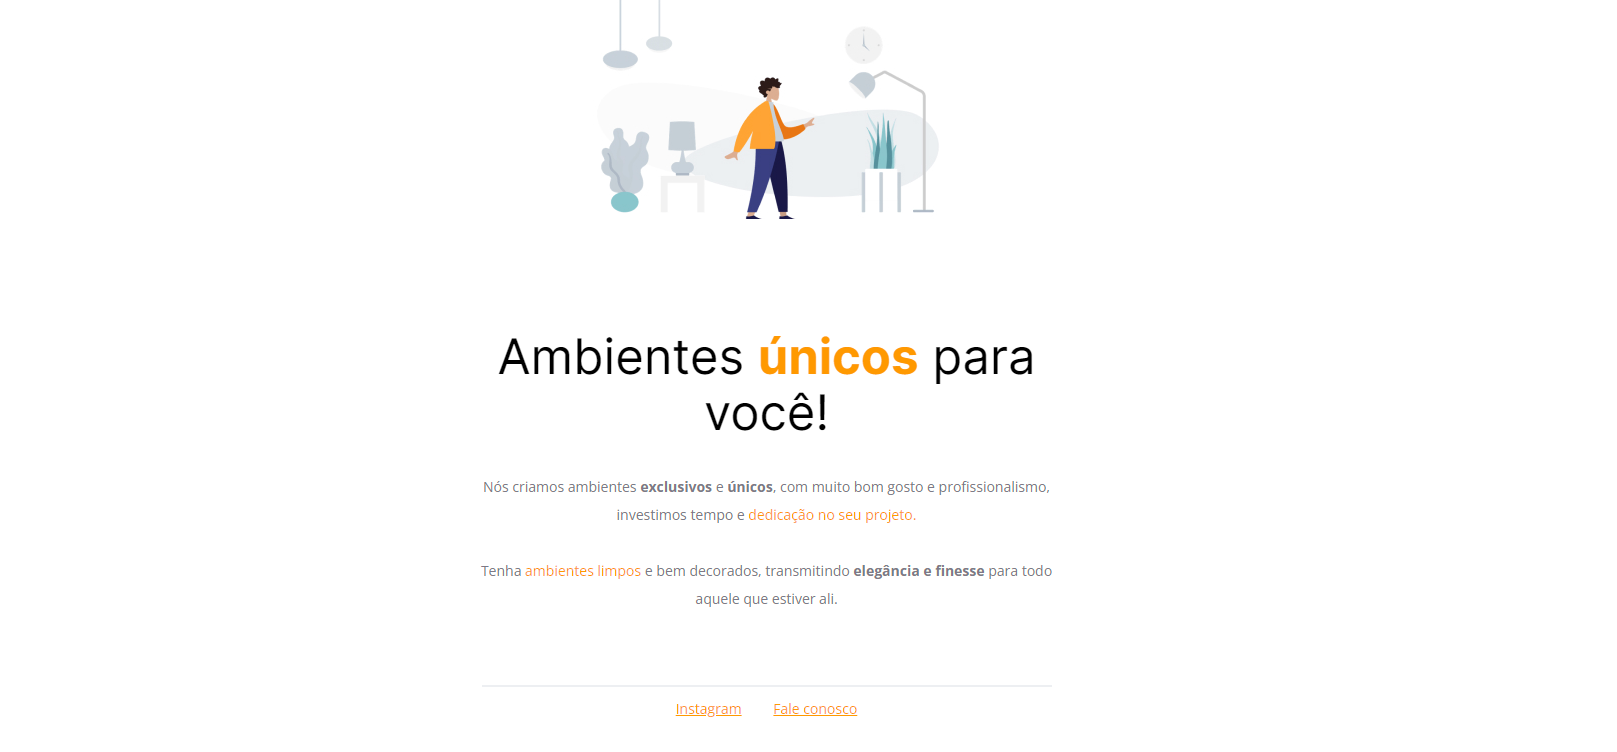 Ambientes únicos para
você!
Nós criamos ambientes exclusivos e únicos, com muito bom gosto e profissionalismo,
investimos tempo e dedicação no seu projeto.
Tenha ambientes limpos e bem decorados, transmitindo elegância e finesse para todo
aquele que estiver ali.
Instagram Fale conosco